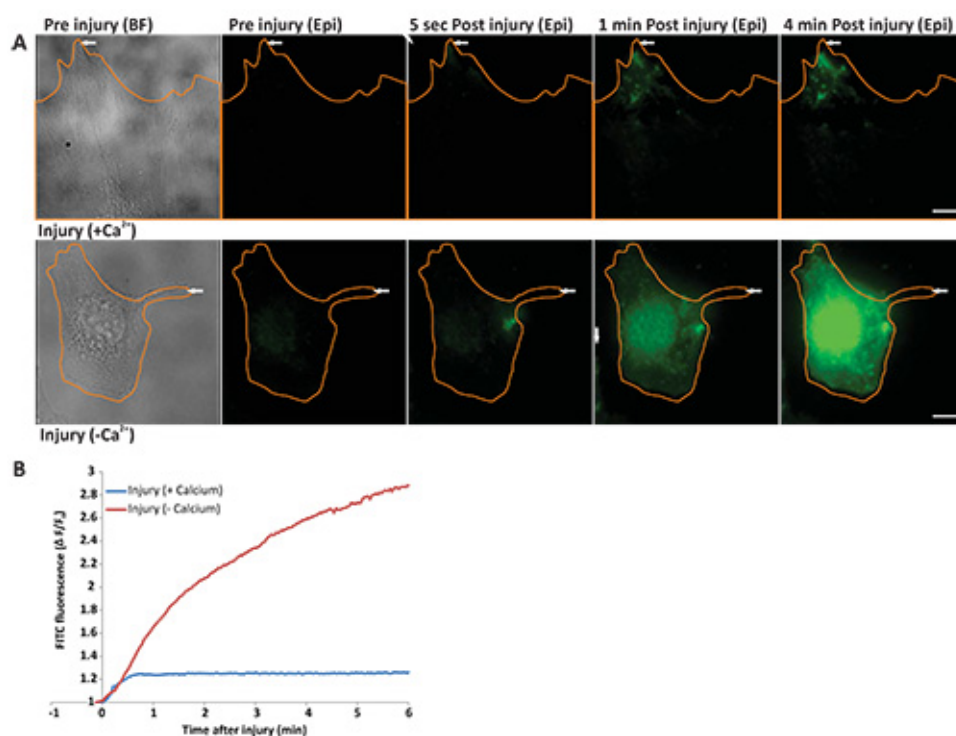 Pre injury (BF) Pre injury (Epi) 5 sec Post injury (Epi) 1 min Post injury (Epi) 4 min Post injury (Epi)
A
Injury (+Ca²⁺)
Injury (-Ca²⁺)
B
3
Injury (+ Calcium)
2.8
Injury (- Calcium)
2.6
2.4
2.2
2
1.8
1.6
1.4
1.2
1
FITC fluorescence (Δ F/F
-1 0 1 2 3 4 5 6
Time after injury (min)